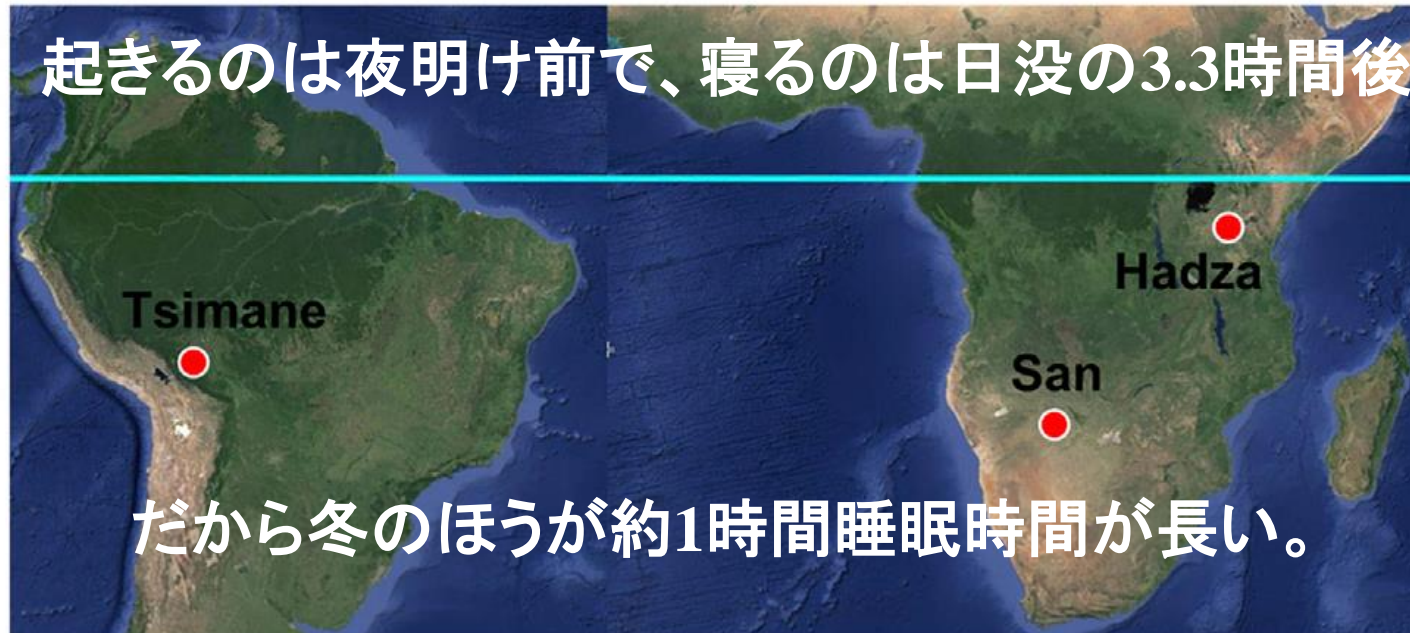 起きるのは夜明け前で、寝るのは日没の3.3時間後
Hadza
Tsimane
San
だから冬のほうが約1時間睡眠時間が長い。